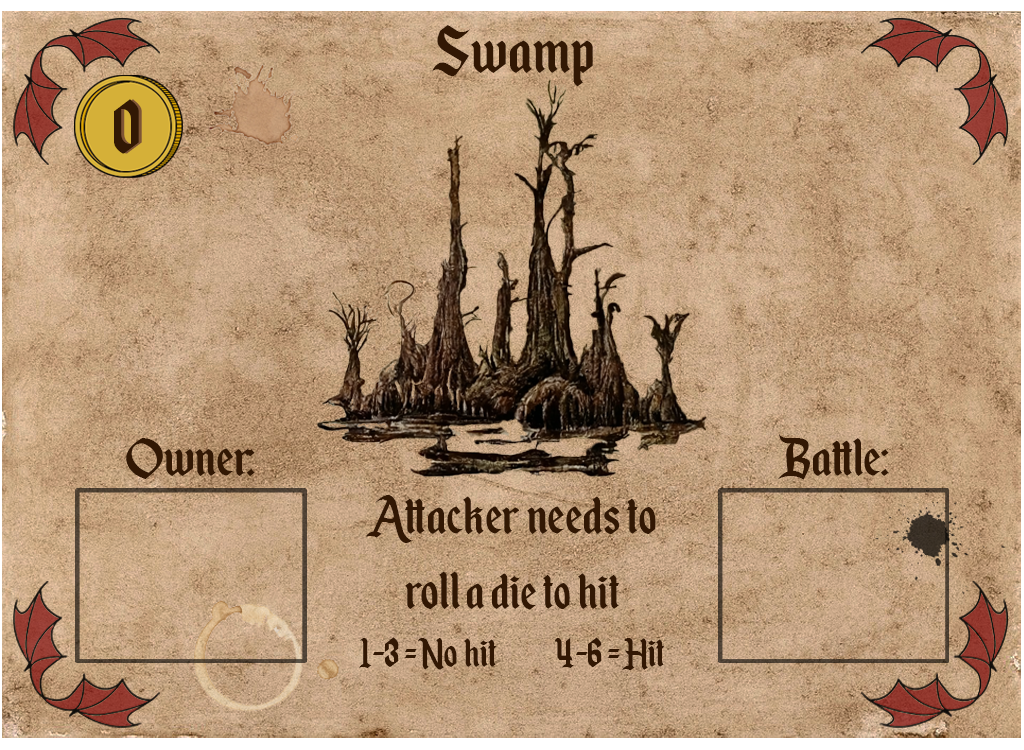 Swamp
0
Owner:
Battle:
Attacker needs to
roll a die to hit
1-3 = No hit 4-6 = Hit